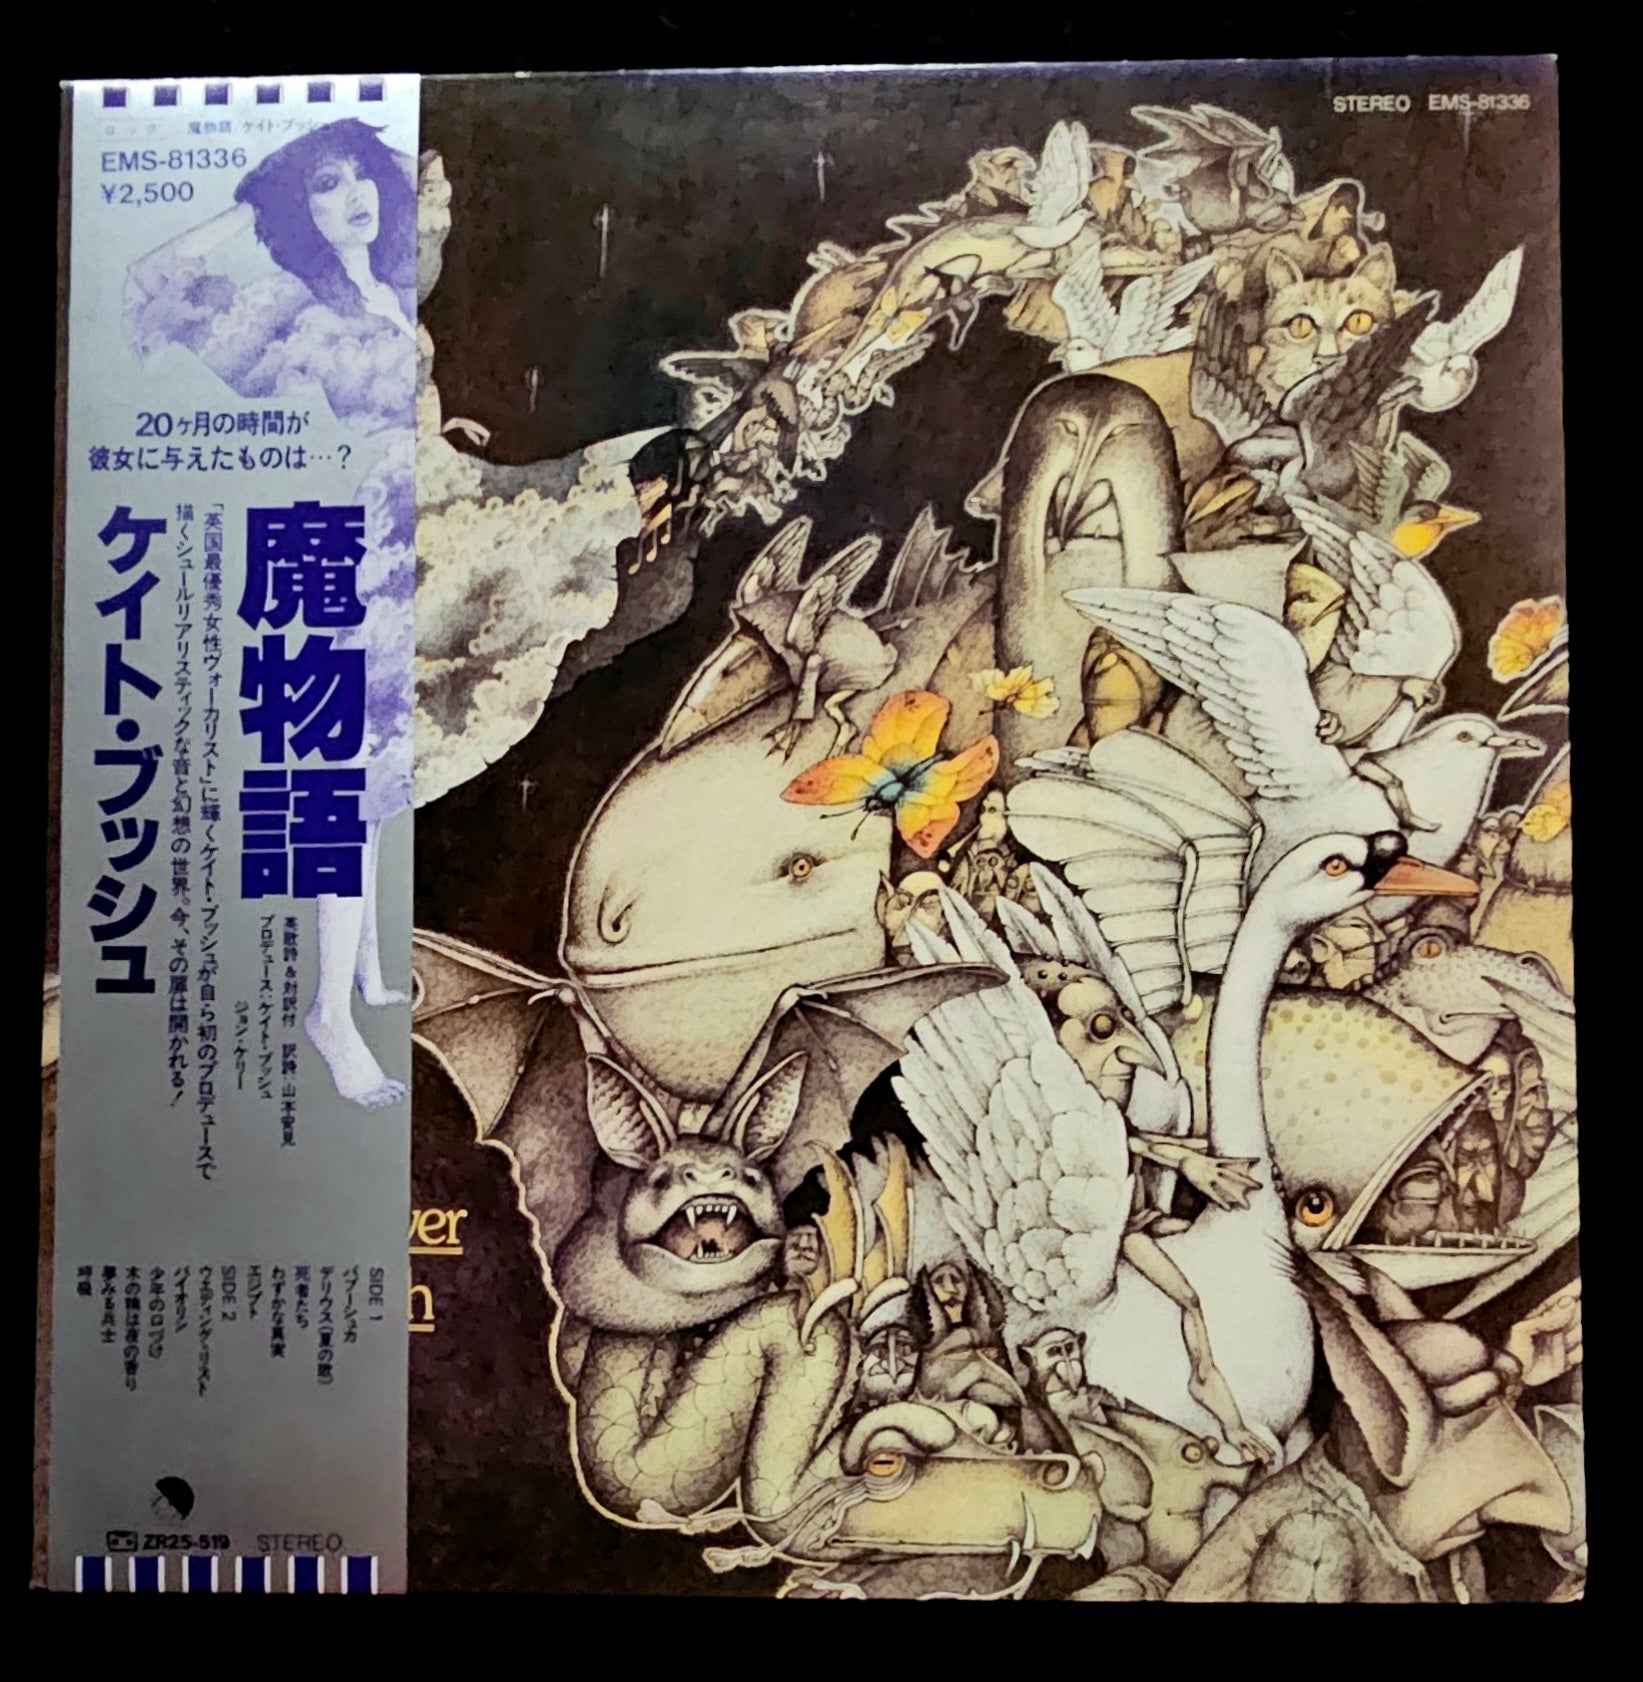 ロック
魔物語/ケイト・ブッシュ
EMS-81336
¥2,500
20ヶ月の時間が
彼女に与えたものは…?
魔物語
ケイト・ブッシュ
「英国最優秀女性ヴォーカリスト」に輝くケイト・ブッシュが自ら初のプロデュースで
描くシュールリアリスティックな音と幻想の世界。今、その扉は開かれる!
英歌詩&対訳付 訳詩:山本安見
プロデュース:ケイト・ブッシュ
ジョン・ケリー
SIDE 1
バブーシュカ
デリウス(夏の歌)
死者たち
わずかな真実
エジプト
SIDE 2
ウェディング・リスト
バイオリン
少年の口づけ
末の鴉は夜の香り
夢みる兵士
呼吸
ZR25-519 STEREO
STEREO EMS-81336
ver
n